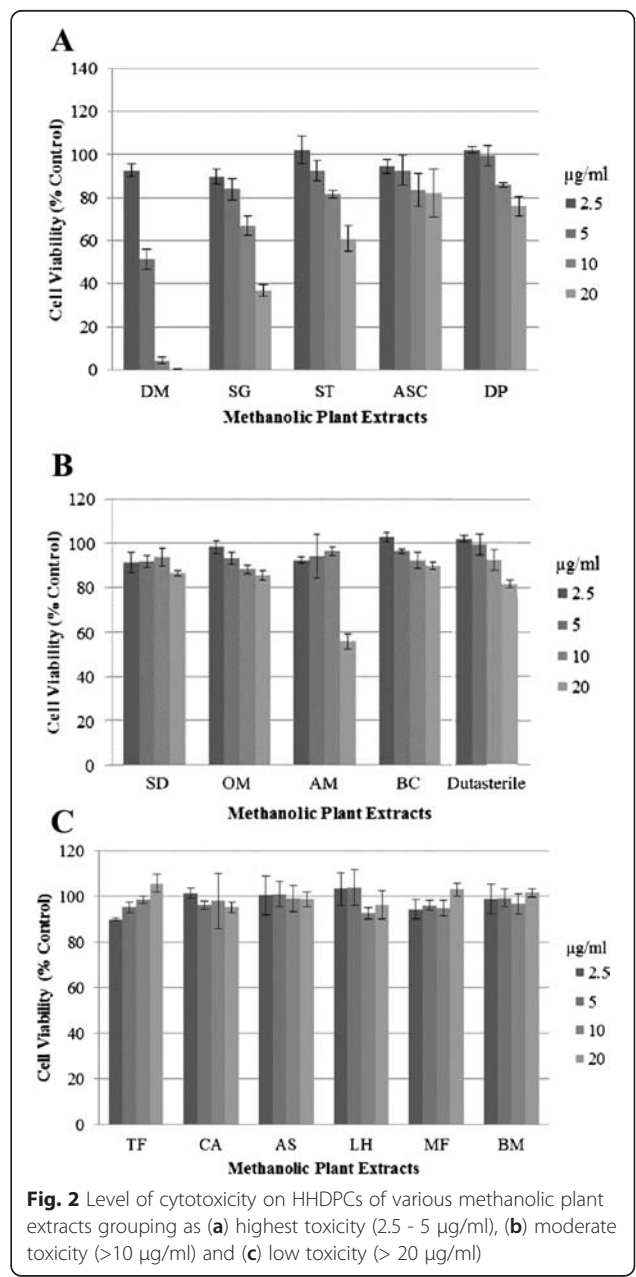 A
140
120
100
80
60
40
20
0
Cell Viability (% Control)
DM SG ST ASC DP
Methanolic Plant Extracts
µg/ml
2.5
5
10
20
B
120
100
80
60
40
20
0
Cell Viability (% Control)
SD OM AM BC Dutasterile
Methanolic Plant Extracts
µg/ml
2.5
5
10
20
C
120
100
80
60
40
20
0
Cell Viability (% Control)
TF CA AS LH MF BM
Methanolic Plant Extracts
µg/ml
2.5
5
10
20
Fig. 2 Level of cytotoxicity on HHDPCs of various methanolic plant
extracts grouping as (a) highest toxicity (2.5 - 5 µg/ml), (b) moderate
toxicity (>10 µg/ml) and (c) low toxicity (> 20 µg/ml)